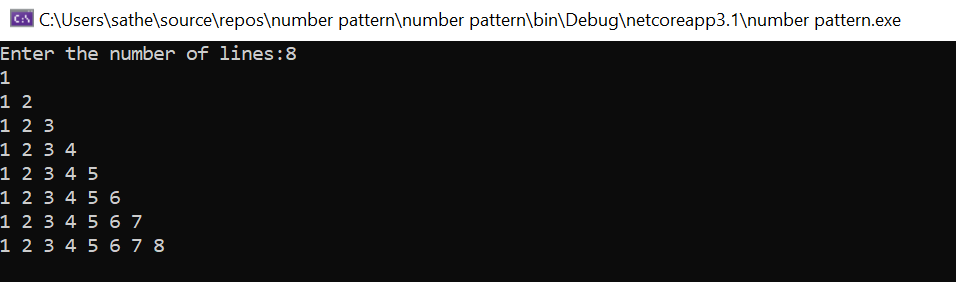 C:\Users\sathe\source\repos\number pattern\number pattern\bin\Debug\netcoreapp3.1\number pattern.exe
Enter the number of lines:8
1
1 2
1 2 3
1 2 3 4
1 2 3 4 5
1 2 3 4 5 6
1 2 3 4 5 6 7
1 2 3 4 5 6 7 8